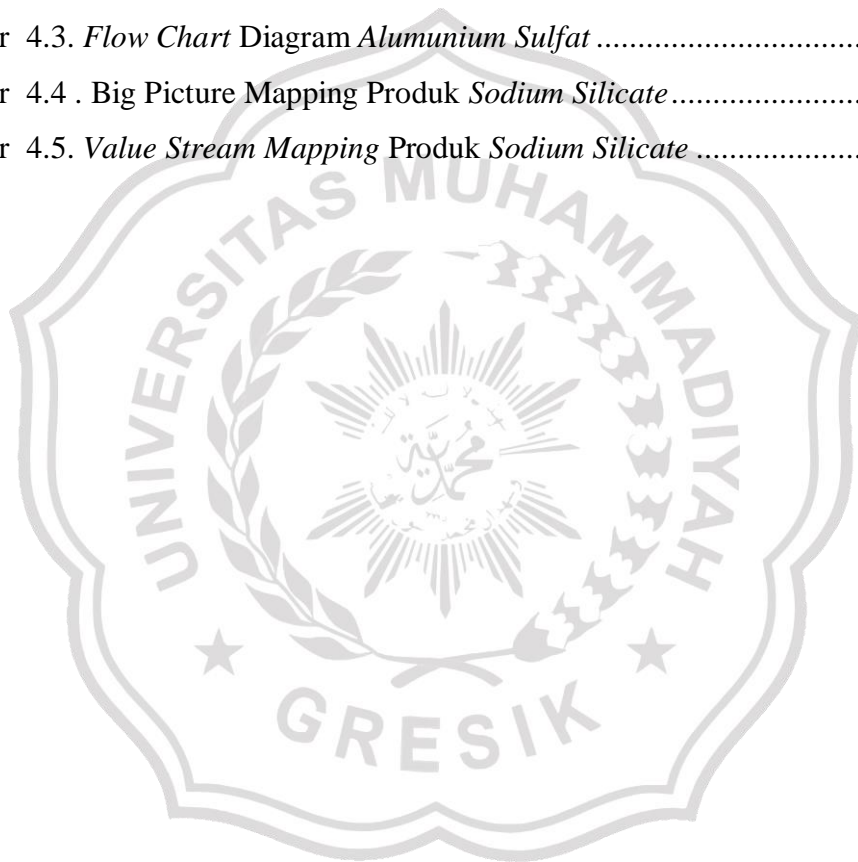 r 4.3. Flow Chart Diagram Alumunium Sulfat ................................
r 4.4 . Big Picture Mapping Produk Sodium Silicate .......................
r 4.5. Value Stream Mapping Produk Sodium Silicate ....................
UNIVERSITAS MUHAMMADIYAH
محمدية
GRESIK